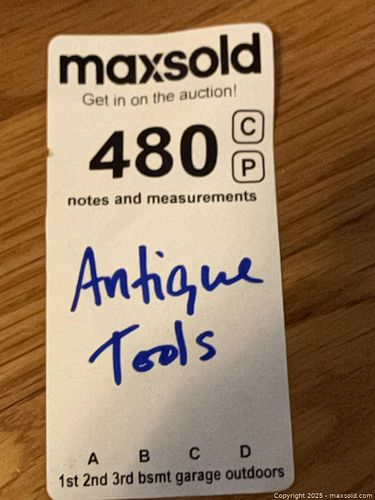 maxsold
Get in on the auction!
480 C
P
notes and measurements
Antique
Tools
A B C D
1st 2nd 3rd bsmt garage outdoors
Copyright 2025 - maxsold.com